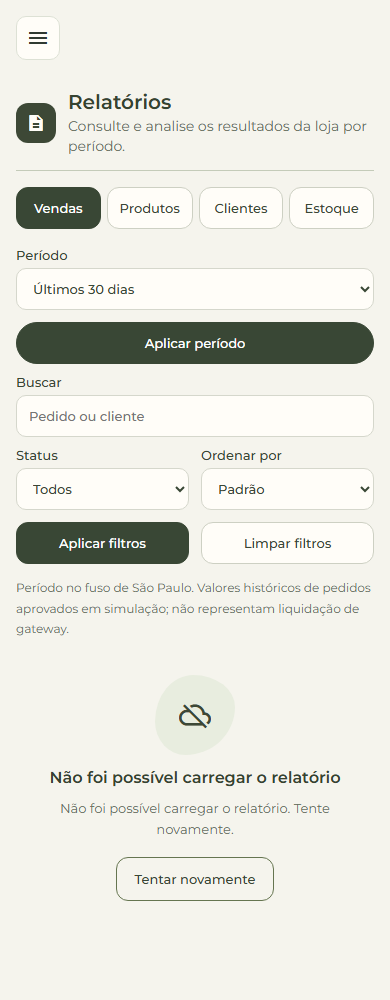 Relatórios
Consulte e analise os resultados da loja por
período.
Vendas
Produtos
Clientes
Estoque
Período
Últimos 30 dias
Aplicar período
Buscar
Pedido ou cliente
Status
Ordenar por
Todos
Padrão
Aplicar filtros
Limpar filtros
Período no fuso de São Paulo. Valores históricos de pedidos
aprovados em simulação; não representam liquidação de
gateway.
Não foi possível carregar o relatório
Não foi possível carregar o relatório. Tente
novamente.
Tentar novamente